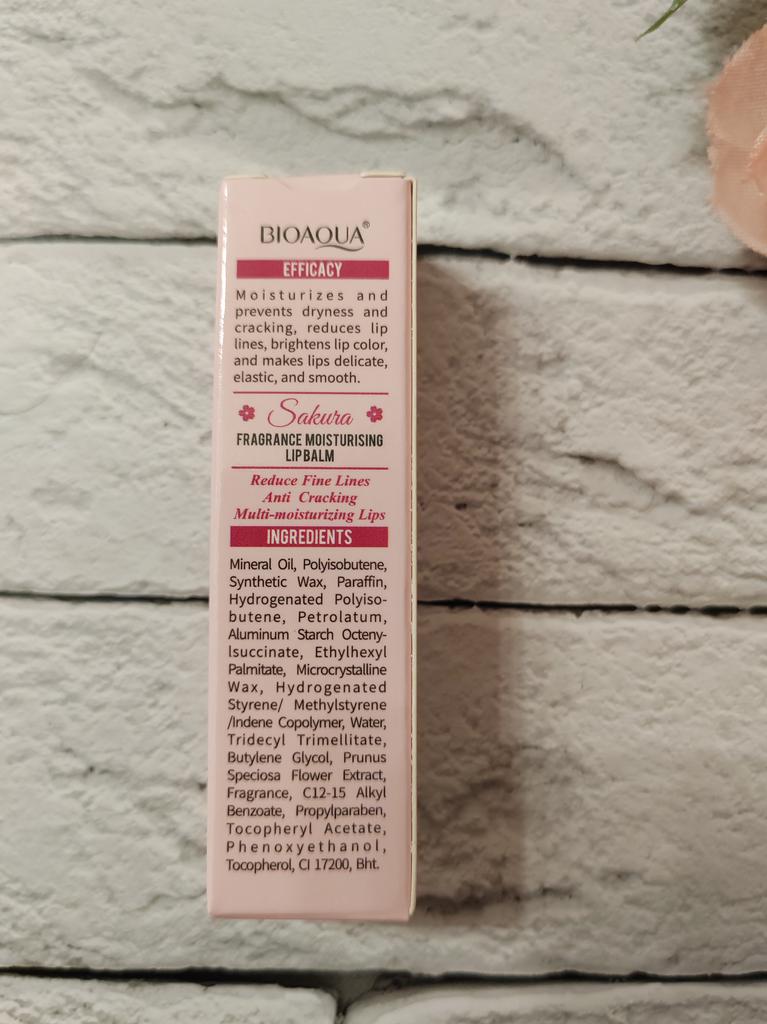 BIOAQUA®
EFFICACY
Moisturizes and
prevents dryness and
cracking, reduces lip
lines, brightens lip color,
and makes lips delicate,
elastic, and smooth.
Sakura
FRAGRANCE MOISTURISING
LIP BALM
Reduce Fine Lines
Anti Cracking
Multi-moisturizing Lips
INGREDIENTS
Mineral Oil, Polyisobutene,
Synthetic Wax, Paraffin,
Hydrogenated Polyiso-
butene, Petrolatum,
Aluminum Starch Octeny-
lsuccinate, Ethylhexyl
Palmitate, Microcrystalline
Wax, Hydrogenated
Styrene/ Methylstyrene
/Indene Copolymer, Water,
Tridecyl Trimellitate,
Butylene Glycol, Prunus
Speciosa Flower Extract,
Fragrance, C12-15 Alkyl
Benzoate, Propylparaben,
Tocopheryl Acetate,
Phenoxyethanol,
Tocopherol, CI 17200, Bht.